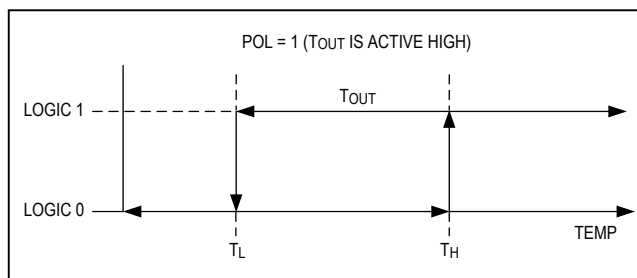 POL = 1 (TOUT IS ACTIVE HIGH)
TOUT
LOGIC 1
LOGIC 0
TEMP
TL
TH